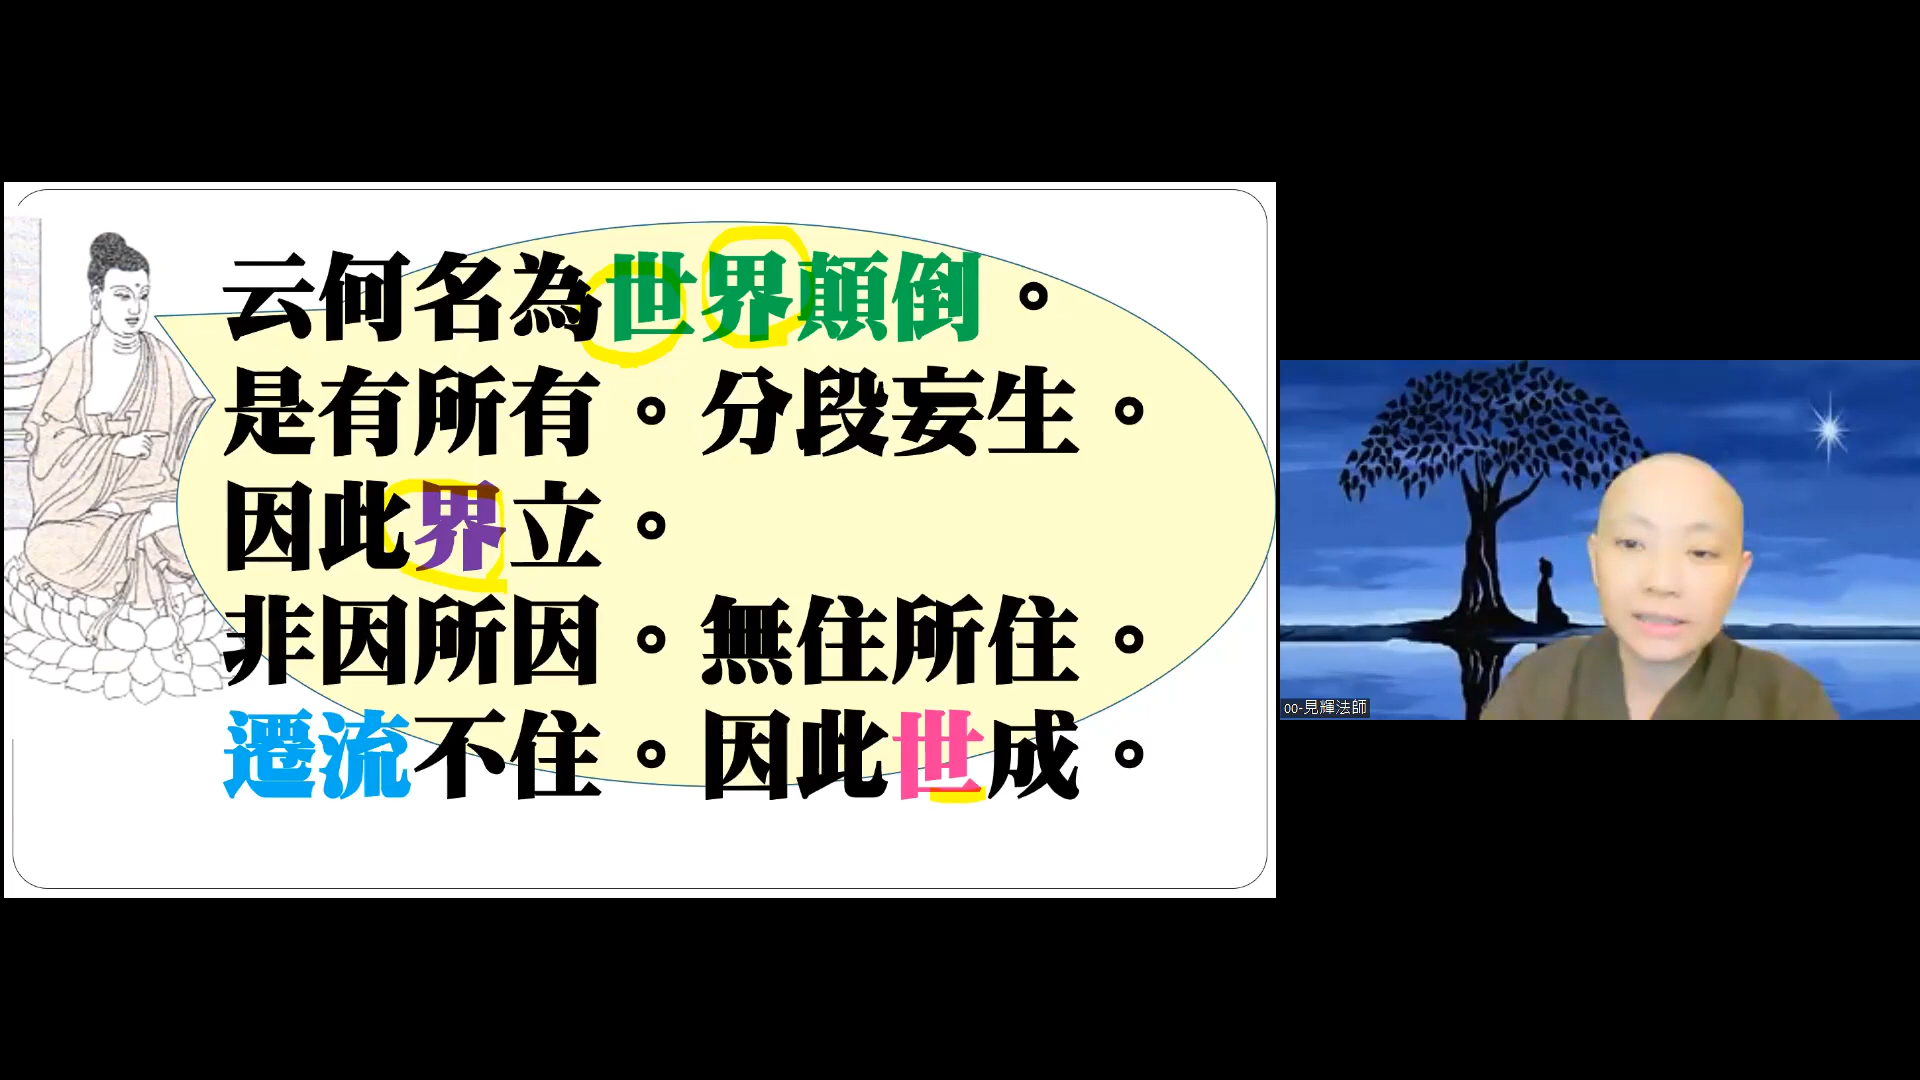 云何名為世界顛倒。
是有所有。分段妄生。
因此界立。
非因所因。無住所住。
遷流不住。因此世成。
00-見輝法師